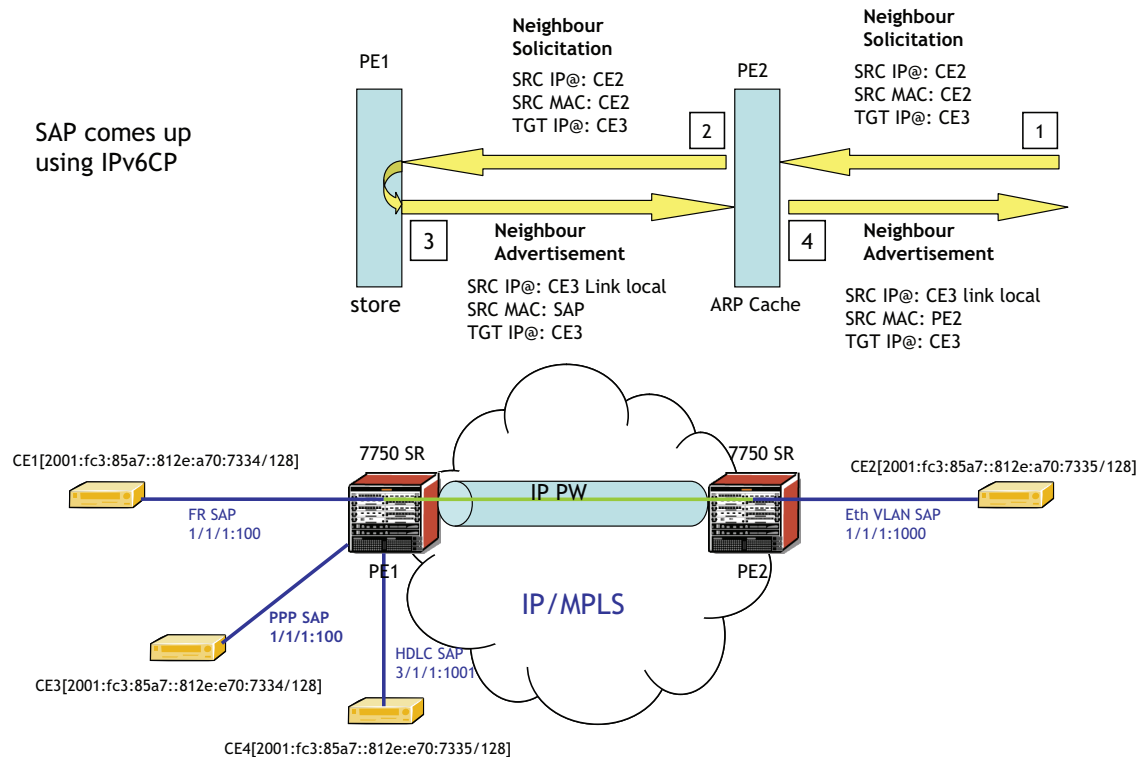 Neighbour
Solicitation
SRC IP@: CE2
SRC MAC: CE2
TGT IP@: CE3
Neighbour
Solicitation
SRC IP@: CE2
SRC MAC: CE2
TGT IP@: CE3
PE1
PE2
SAP comes up
using IPv6CP
2
1
3
4
Neighbour
Advertisement
SRC IP@: CE3 Link local
SRC MAC: SAP
TGT IP@: CE3
Neighbour
Advertisement
SRC IP@: CE3 link local
SRC MAC: PE2
TGT IP@: CE3
store
ARP Cache
7750 SR
7750 SR
CE1[2001:fc3:85a7::812e:a70:7334/128]
CE2[2001:fc3:85a7::812e:a70:7335/128]
IP PW
FR SAP
1/1/1:100
Eth VLAN SAP
1/1/1:1000
PE1
PE2
IP/MPLS
PPP SAP
1/1/1:100
HDLC SAP
3/1/1:1001
CE3[2001:fc3:85a7::812e:e70:7334/128]
CE4[2001:fc3:85a7::812e:e70:7335/128]